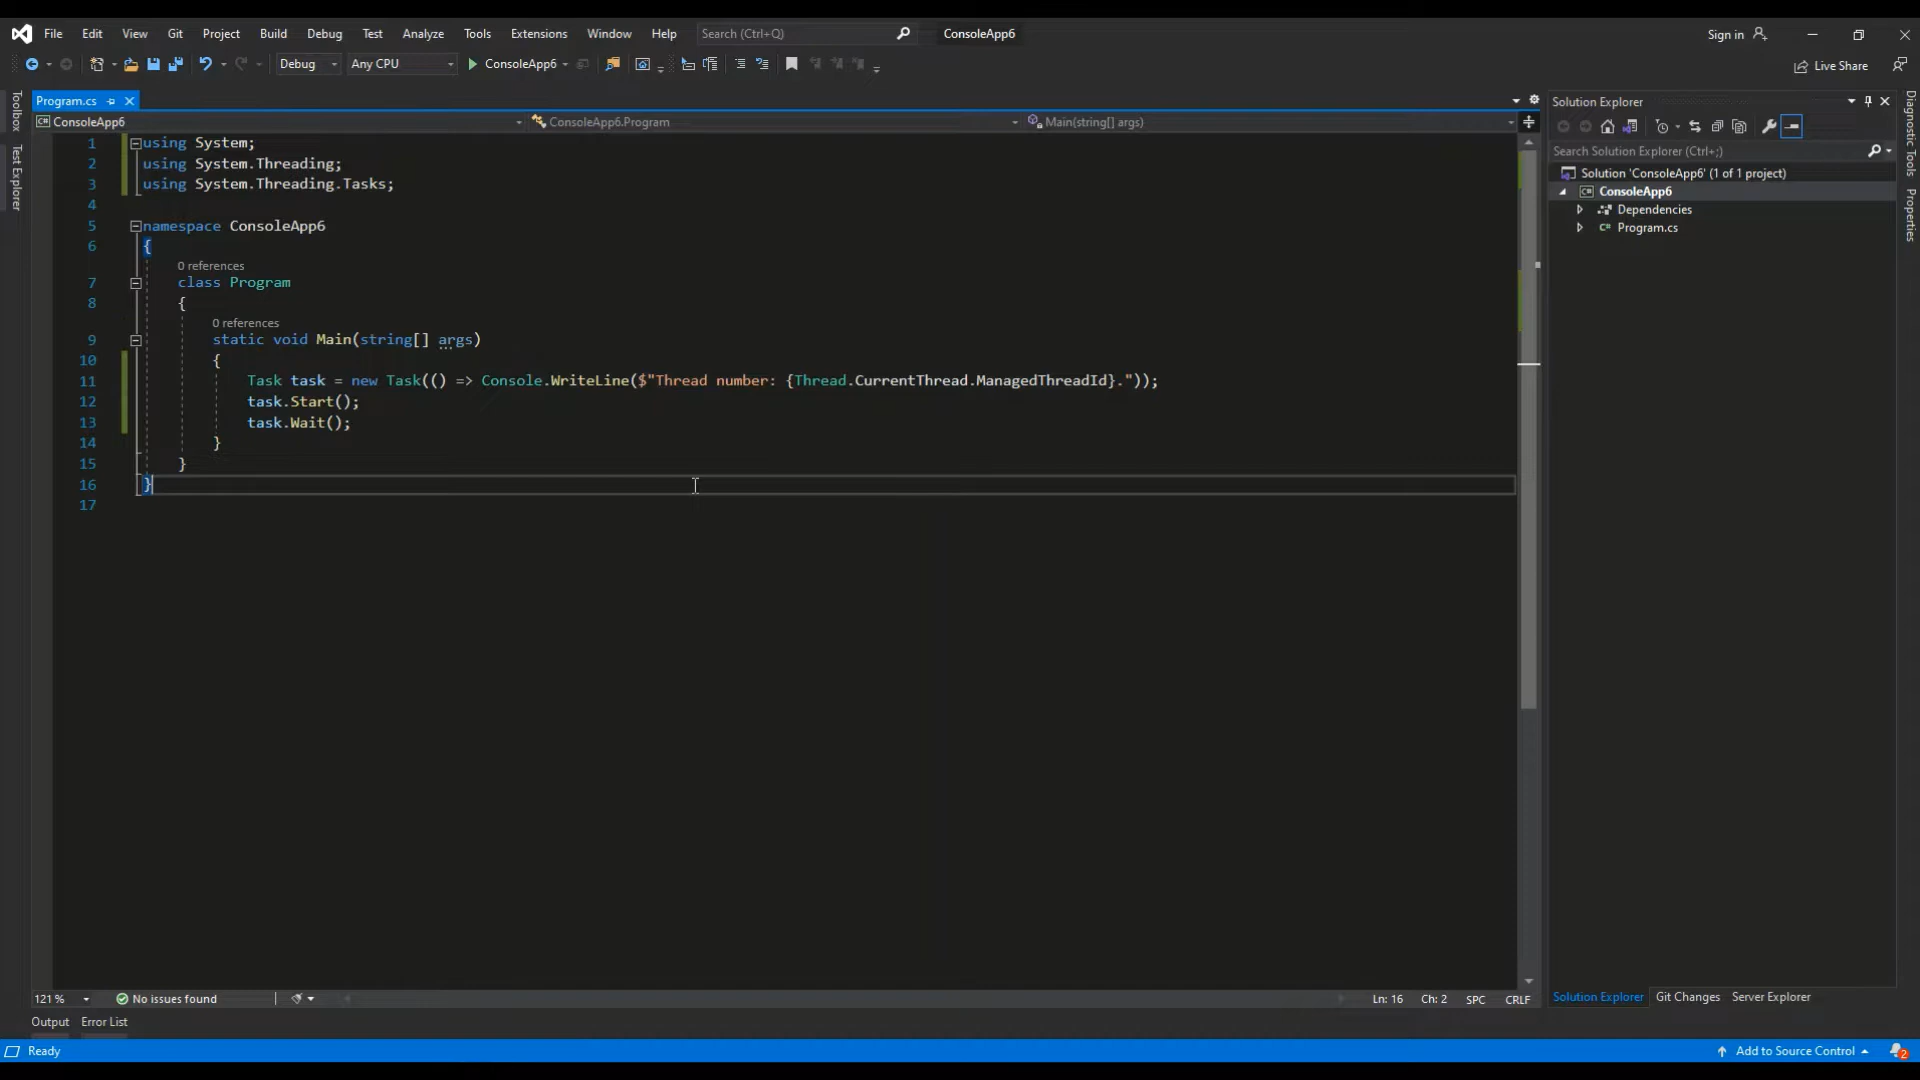 File Edit View Git Project Build Debug Test Analyze Tools Extensions Window Help Search (Ctrl+Q) ConsoleApp6 Sign in
Debug Any CPU ConsoleApp6 Live Share
Program.cs
ConsoleApp6 ConsoleApp6.Program Main(string[] args)
1 using System;
2 using System.Threading;
3 using System.Threading.Tasks;
4
5 namespace ConsoleApp6
6 {
0 references
7 class Program
8 {
0 references
9 static void Main(string[] args)
10 {
11 Task task = new Task(() => Console.WriteLine($"Thread number: {Thread.CurrentThread.ManagedThreadId}."));
12 task.Start();
13 task.Wait();
14 }
15 }
16 }
17
Toolbox
Test Explorer
Solution Explorer
Search Solution Explorer (Ctrl+;)
Solution 'ConsoleApp6' (1 of 1 project)
ConsoleApp6
Dependencies
C# Program.cs
Diagnostic Tools
Properties
121 % No issues found Ln: 16 Ch: 2 SPC CRLF
Solution Explorer Git Changes Server Explorer
Output Error List
Ready Add to Source Control 2